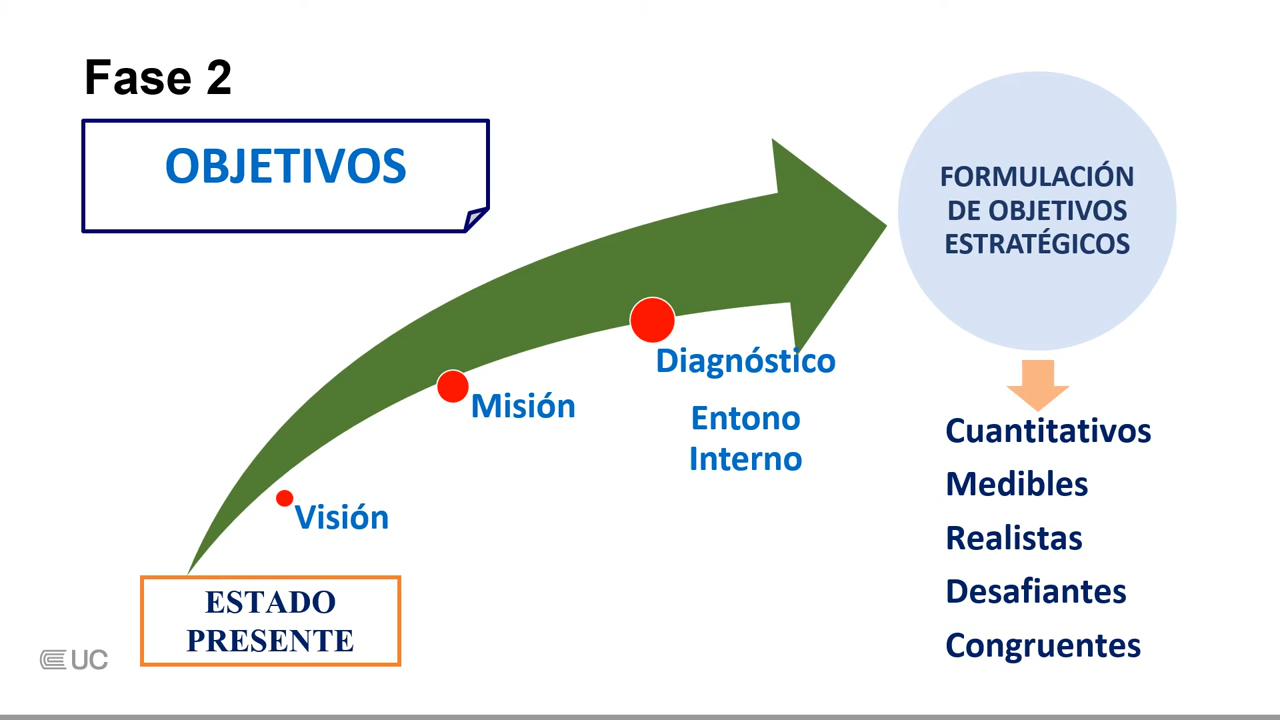 Fase 2
OBJETIVOS
FORMULACIÓN
DE OBJETIVOS
ESTRATÉGICOS
Diagnóstico
Entono
Interno
Misión
Visión
ESTADO
PRESENTE
Cuantitativos
Medibles
Realistas
Desafiantes
Congruentes
UC